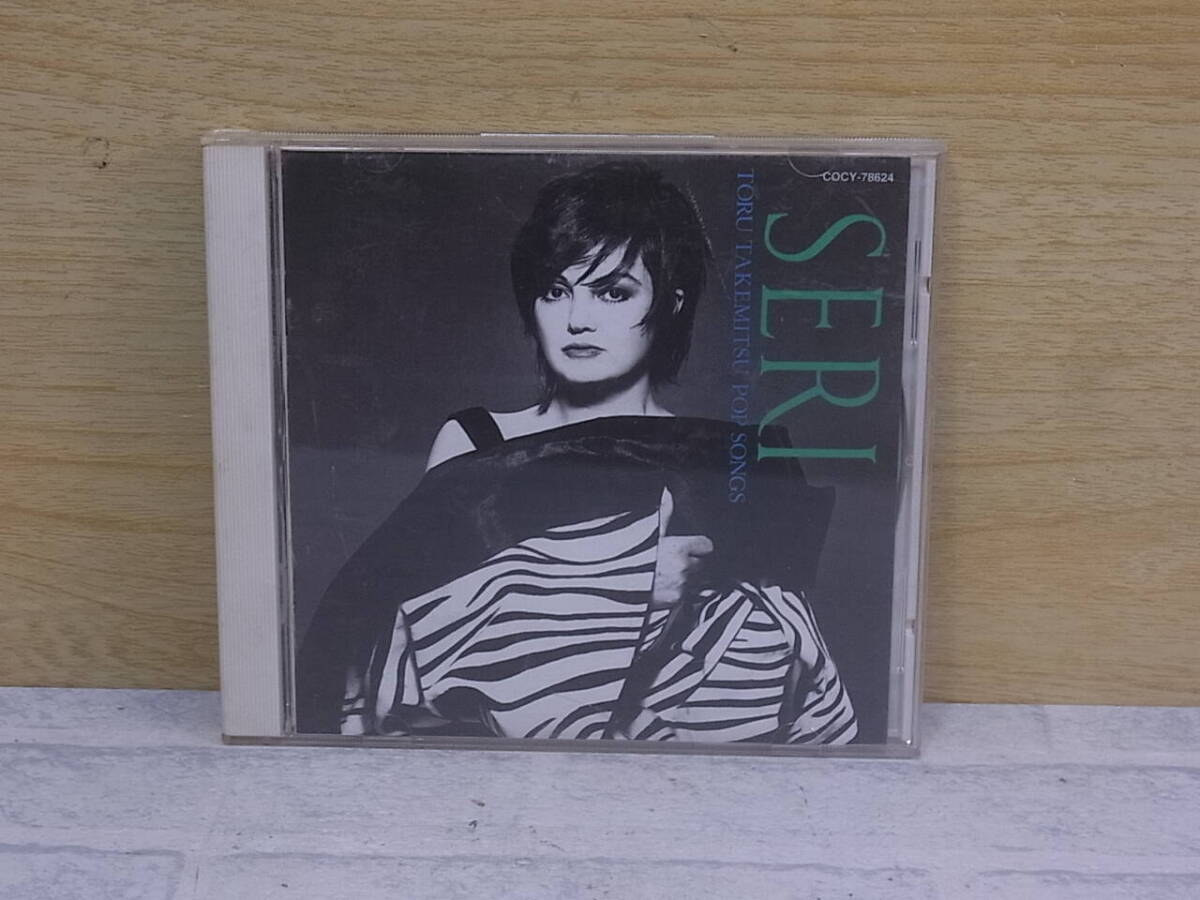 COCY-78624
SERI
TORU TAKEMITSU POP SONGS